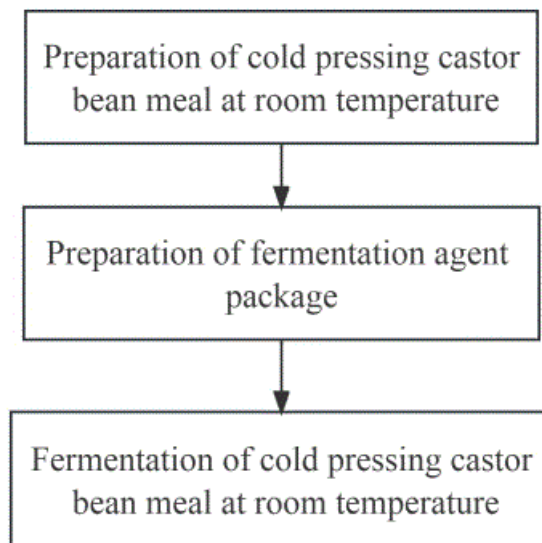 Preparation of cold pressing castor
bean meal at room temperature
Preparation of fermentation agent
package
Fermentation of cold pressing castor
bean meal at room temperature